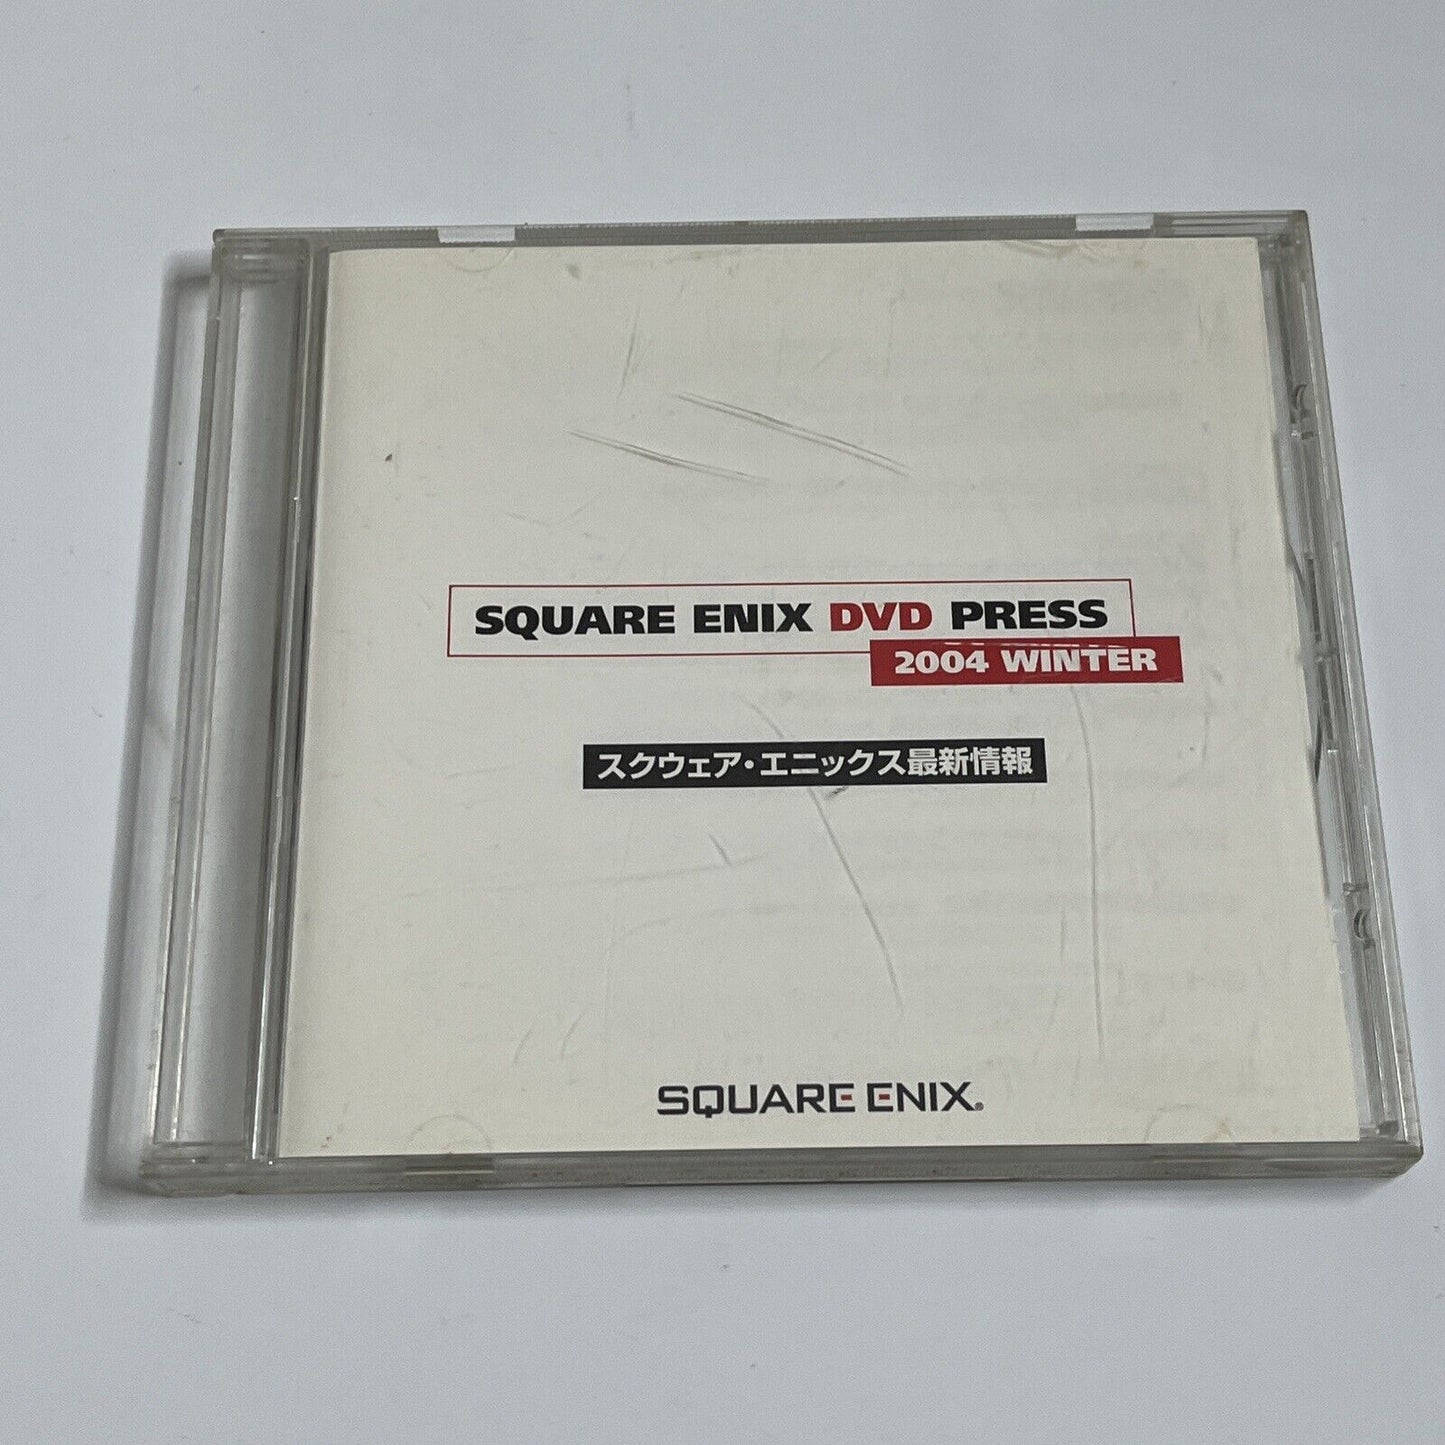 SQUARE ENIX DVD PRESS
2004 WINTER
スクウェア・エニックス最新情報
SQUARE ENIX®